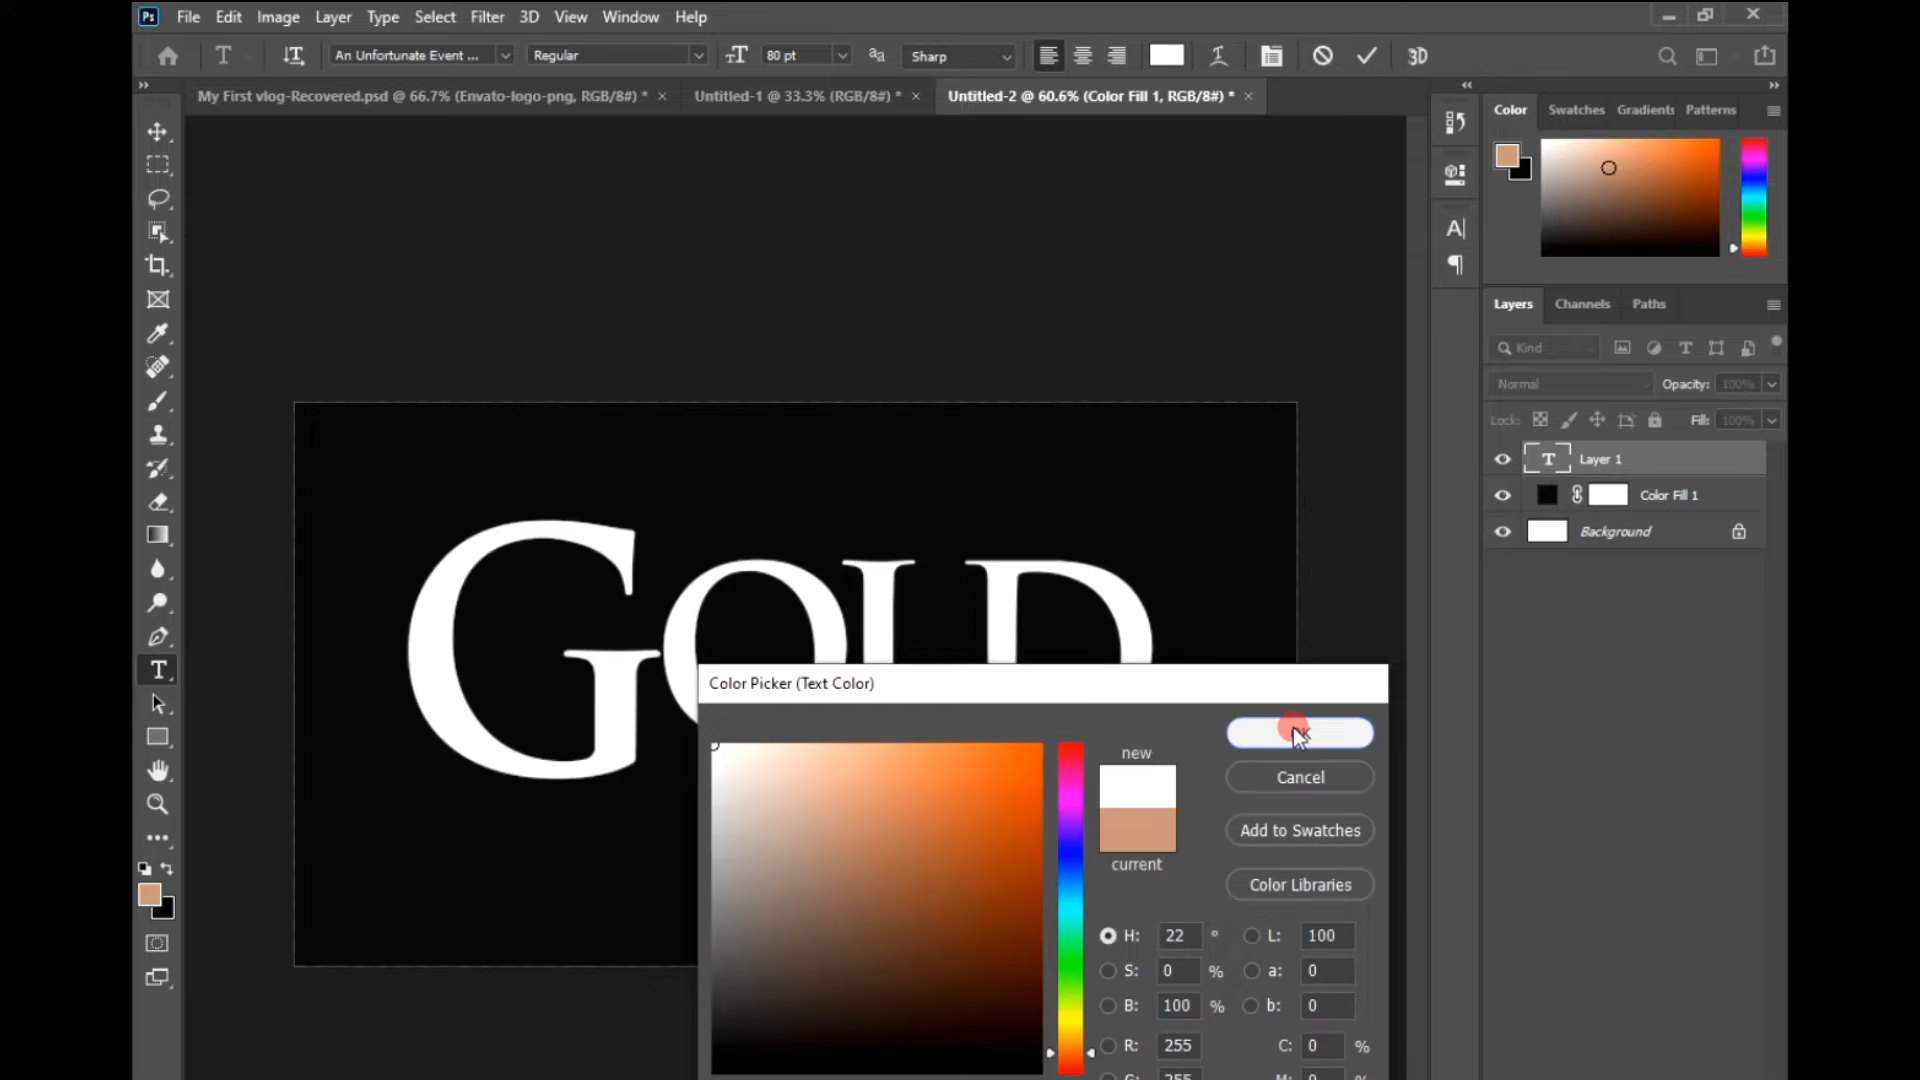 Ps File Edit Image Layer Type Select Filter 3D View Window Help
T An Unfortunate Event ... Regular 80 pt aa Sharp 3D
My First vlog-Recovered.psd @ 66.7% (Envato-logo-png, RGB/8#) * Untitled-1 @ 33.3% (RGB/8#) * Untitled-2 @ 60.6% (Color Fill 1, RGB/8#) *
Color Swatches Gradients Patterns
Layers Channels Paths
Kind
Normal Opacity: 100%
Lock: Fill: 100%
T Layer 1
Color Fill 1
Background
GOLD
Color Picker (Text Color)
new
current
Cancel
Add to Swatches
Color Libraries
H: 22 ° L: 100
S: 0 % a: 0
B: 100 % b: 0
R: 255 C: 0 %